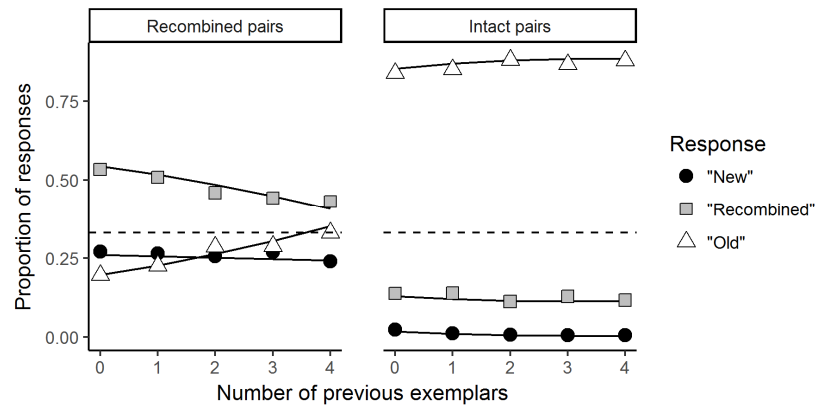 Recombined pairs
Intact pairs
Proportion of responses
0.75
0.50
0.25
0.00
0 1 2 3 4
0 1 2 3 4
Number of previous exemplars
Response
"New"
"Recombined"
"Old"